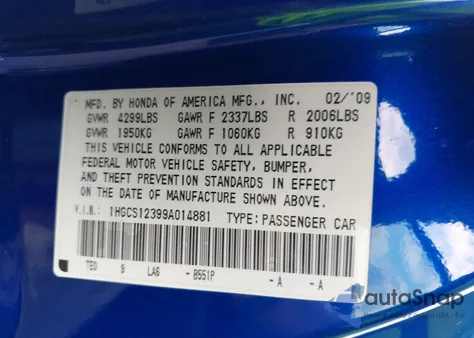 MFD. BY HONDA OF AMERICA MFG., INC. 02/'09
GVWR 4299LBS GAWR F 2337LBS R 2006LBS
GVWR 1950KG GAWR F 1060KG R 910KG
THIS VEHICLE CONFORMS TO ALL APPLICABLE
FEDERAL MOTOR VEHICLE SAFETY, BUMPER,
AND THEFT PREVENTION STANDARDS IN EFFECT
ON THE DATE OF MANUFACTURE SHOWN ABOVE.
V.I.N.: 1HGCS12399A014881 TYPE: PASSENGER CAR
TEO 9 LA6 - B551P - A - A
autaSnap